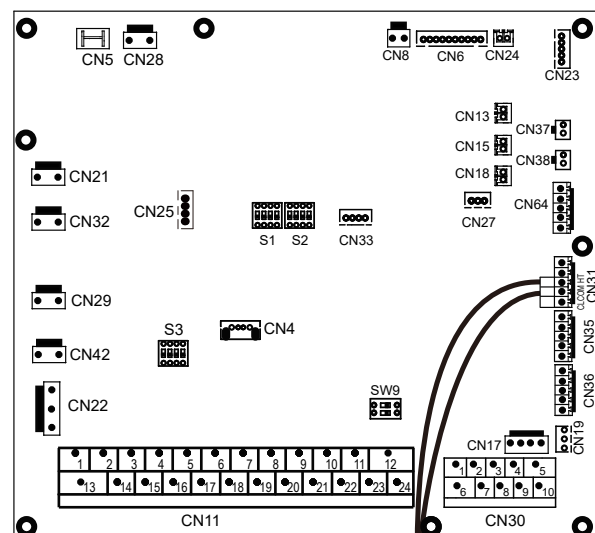 CN5
CN28
CN8
CN6
CN24
CN23
CN13
CN37
CN15
CN38
CN18
CN21
CN25
CN64
CN32
S1
S2
CN33
CN27
CN31
CLCOM HT
CN29
S3
CN4
CN35
CN42
CN36
SW9
CN22
CN17
CN19
1 2 3 4 5 6 7 8 9 10 11 12
13 14 15 16 17 18 19 20 21 22 23 24
CN11
1 2 3 4 5
6 7 8 9 10
CN30